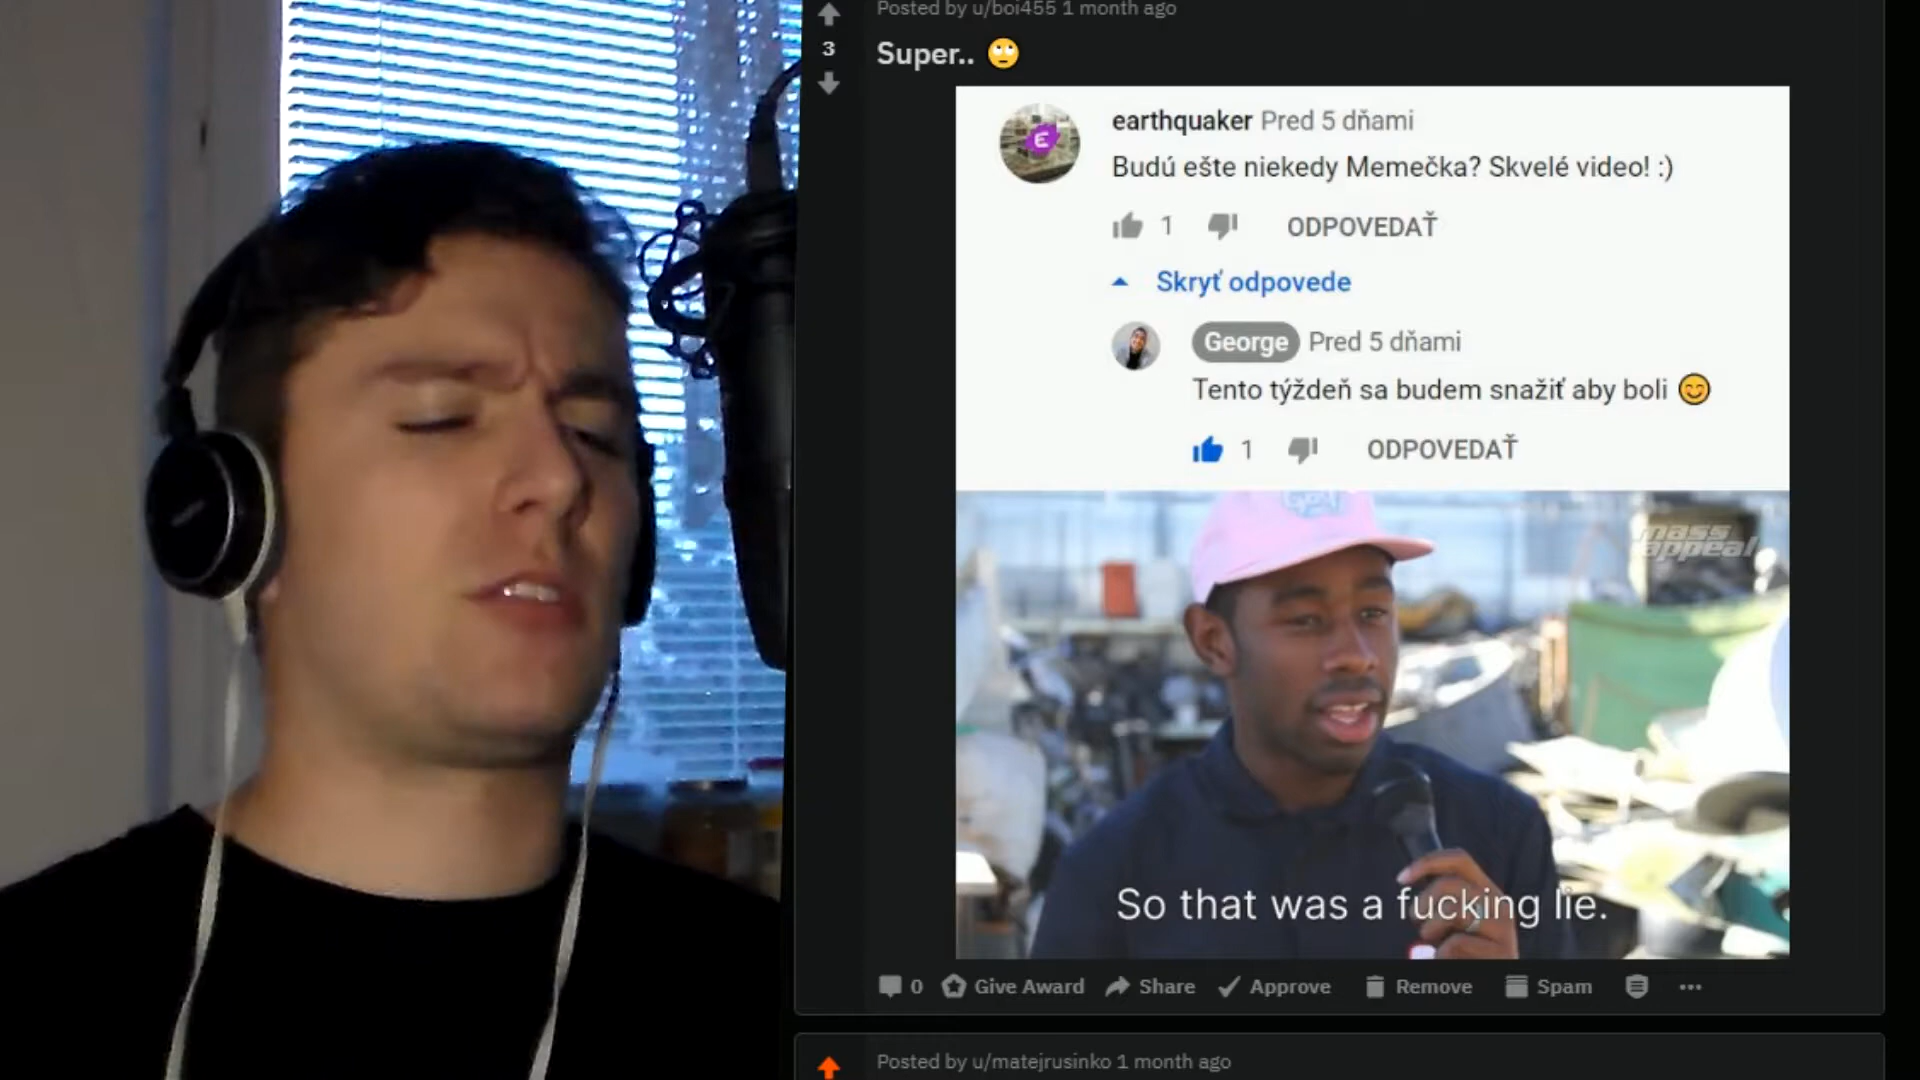 Posted by u/boi455 1 month ago
3
Super.. 🙄
earthquaker Pred 5 dňami
Budú ešte niekedy Memečka? Skvelé video! :)
1 ODPOVEDAŤ
Skryť odpovede
George Pred 5 dňami
Tento týždeň sa budem snažiť aby boli 😊
1 ODPOVEDAŤ
mass
appeal
So that was a fucking lie.
0 Give Award Share Approve Remove Spam
Posted by u/matejrusinko 1 month ago